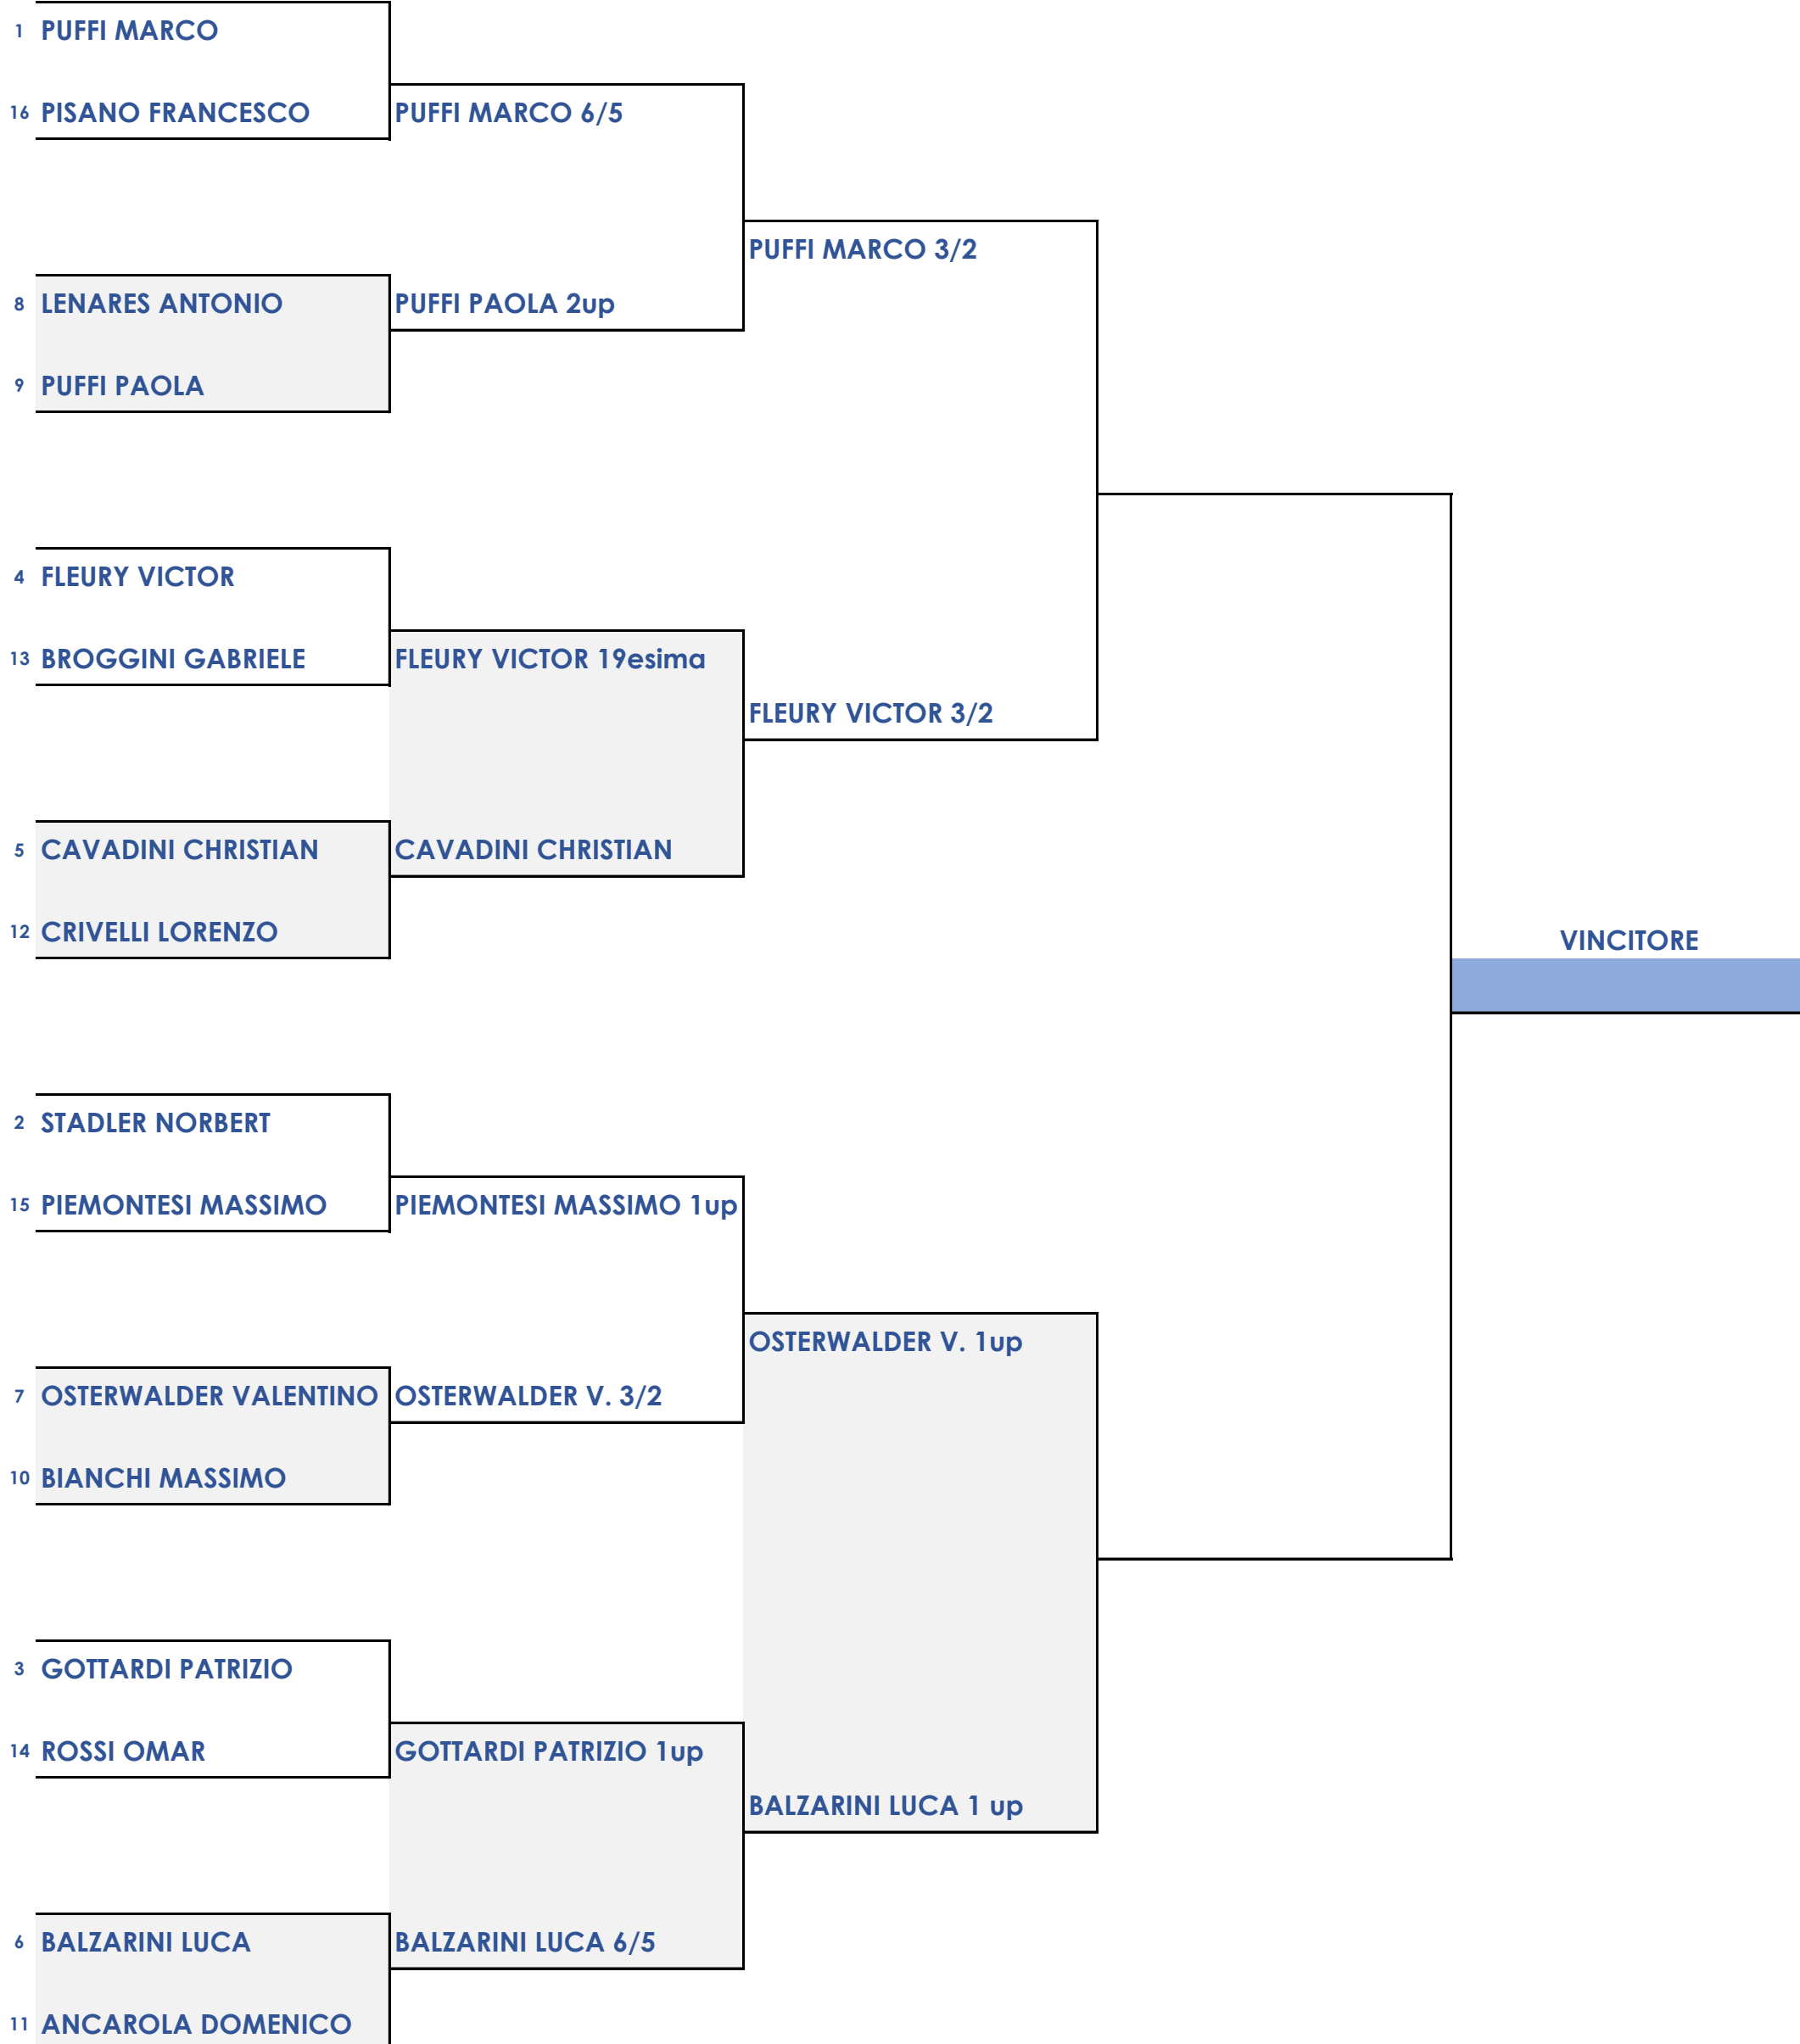 1 PUFFI MARCO
16 PISANO FRANCESCO PUFFI MARCO 6/5
PUFFI MARCO 3/2
8 LENARES ANTONIO PUFFI PAOLA 2up
9 PUFFI PAOLA
4 FLEURY VICTOR
13 BROGGINI GABRIELE FLEURY VICTOR 19esima
FLEURY VICTOR 3/2
5 CAVADINI CHRISTIAN CAVADINI CHRISTIAN
12 CRIVELLI LORENZO
VINCITORE
2 STADLER NORBERT
15 PIEMONTESI MASSIMO PIEMONTESI MASSIMO 1up
OSTERWALDER V. 1up
7 OSTERWALDER VALENTINO OSTERWALDER V. 3/2
10 BIANCHI MASSIMO
3 GOTTARDI PATRIZIO
14 ROSSI OMAR GOTTARDI PATRIZIO 1up
BALZARINI LUCA 1 up
6 BALZARINI LUCA BALZARINI LUCA 6/5
11 ANCAROLA DOMENICO